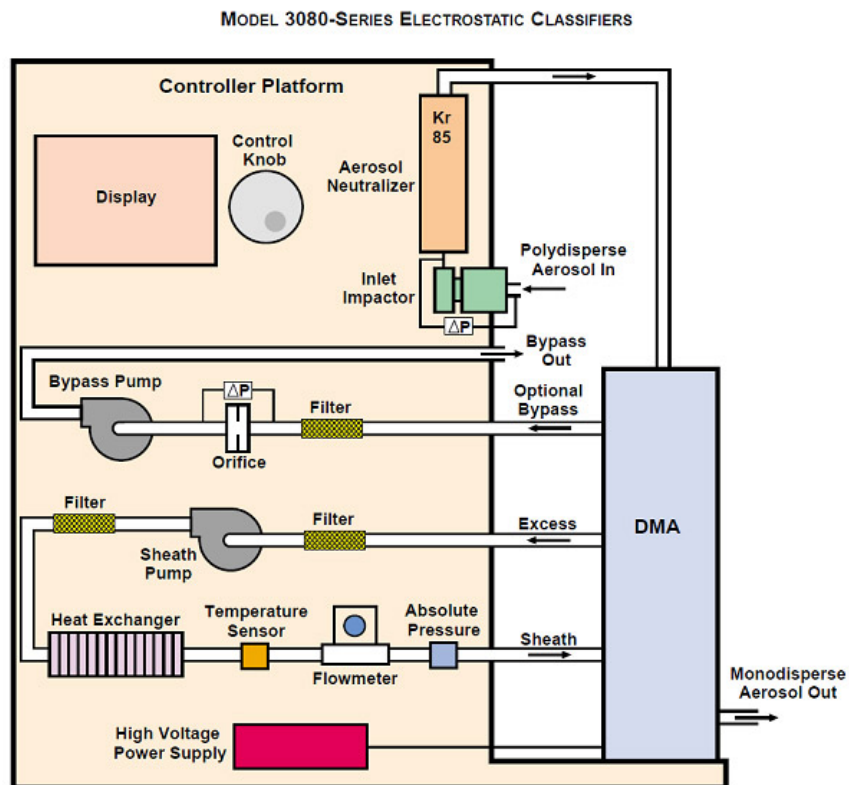 MODEL 3080-SERIES ELECTROSTATIC CLASSIFIERS
Controller Platform
Kr
85
Control
Knob
Display
Aerosol
Neutralizer
Polydisperse
Aerosol In
Inlet
Impactor
ΔP
Bypass
Out
Bypass Pump
ΔP
Filter
Optional
Bypass
Orifice
Filter
Filter
Excess
DMA
Sheath
Pump
Heat Exchanger
Temperature
Sensor
Absolute
Pressure
Sheath
Flowmeter
Monodisperse
Aerosol Out
High Voltage
Power Supply